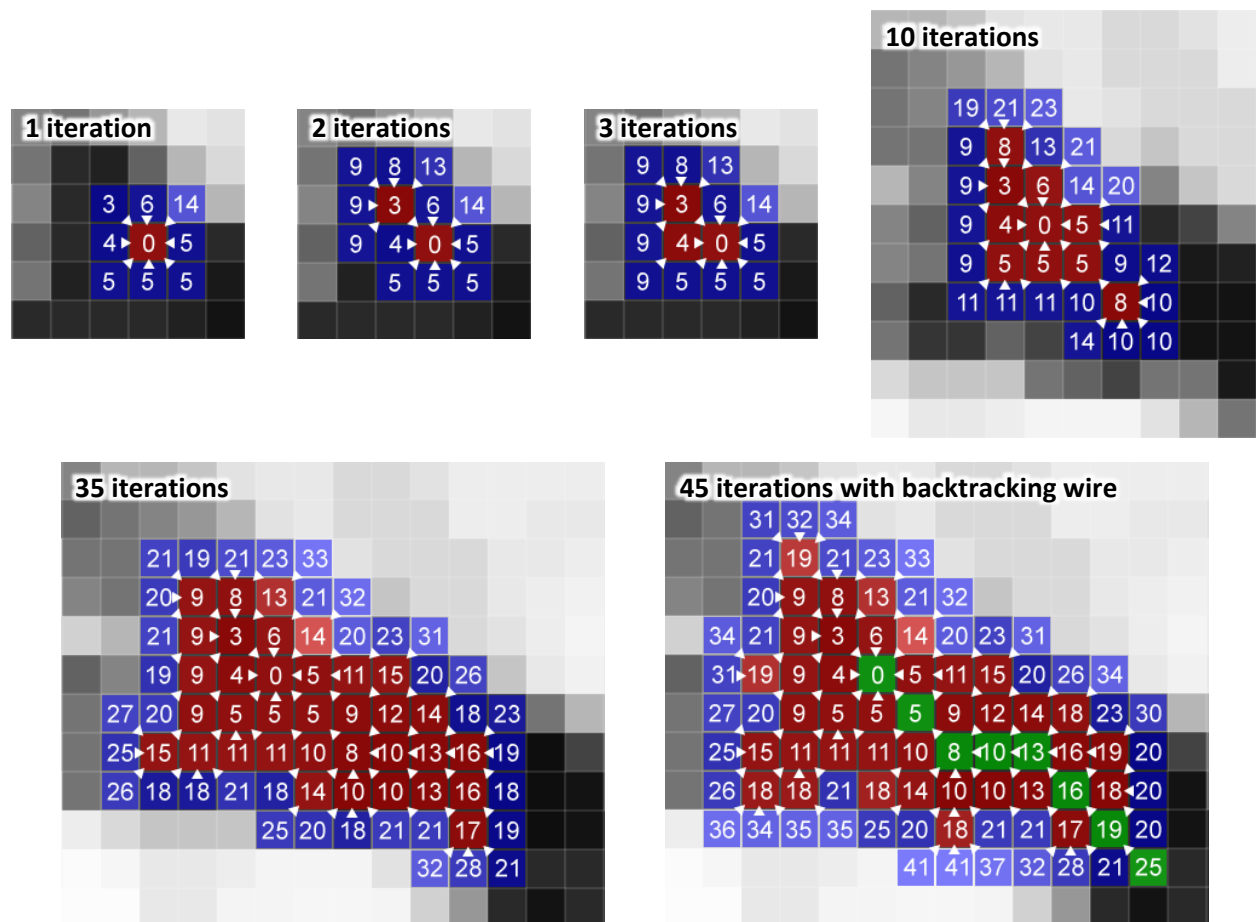 1 iteration
3 6 14
4 0 5
5 5 5
2 iterations
9 8 13
9 3 6 14
9 4 0 5
5 5 5
3 iterations
9 8 13
9 3 6 14
9 4 0 5
9 5 5 5
10 iterations
19 21 23
9 8 13 21
9 3 6 14 20
9 4 0 5 11
9 5 5 5 9 12
11 11 11 10 8 10
14 10 10
35 iterations
21 19 21 23 33
20 9 8 13 21 32
21 9 3 6 14 20 23 31
19 9 4 0 5 11 15 20 26
27 20 9 5 5 5 9 12 14 18 23
25 15 11 11 11 10 8 10 13 16 19
26 18 18 21 18 14 10 10 13 16 18
25 20 18 21 21 17 19
32 28 21
45 iterations with backtracking wire
31 32 34
21 19 21 23 33
20 9 8 13 21 32
34 21 9 3 6 14 20 23 31
31 19 9 4 0 5 11 15 20 26 34
27 20 9 5 5 5 9 12 14 18 23 30
25 15 11 11 11 10 8 10 13 16 19 20
26 18 18 21 18 14 10 10 13 16 18 20
36 34 35 35 25 20 18 21 21 17 19 20
41 41 37 32 28 21 25